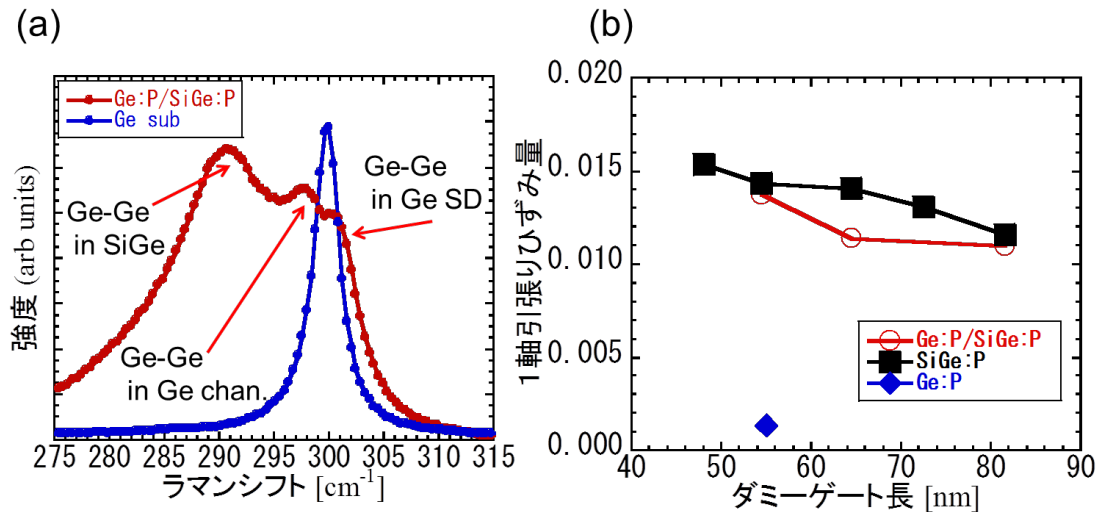 (a)
Ge:P/SiGe:P
Ge sub
Ge-Ge
in SiGe
Ge-Ge
in Ge SD
Ge-Ge
in Ge chan.
強度 (arb units)
275 280 285 290 295 300 305 310 315
ラマンシフト [cm-1]
(b)
0.020
0.015
0.010
0.005
0.000
1軸引張りひずみ量
Ge:P/SiGe:P
SiGe:P
Ge:P
40 50 60 70 80 90
ダミーゲート長 [nm]